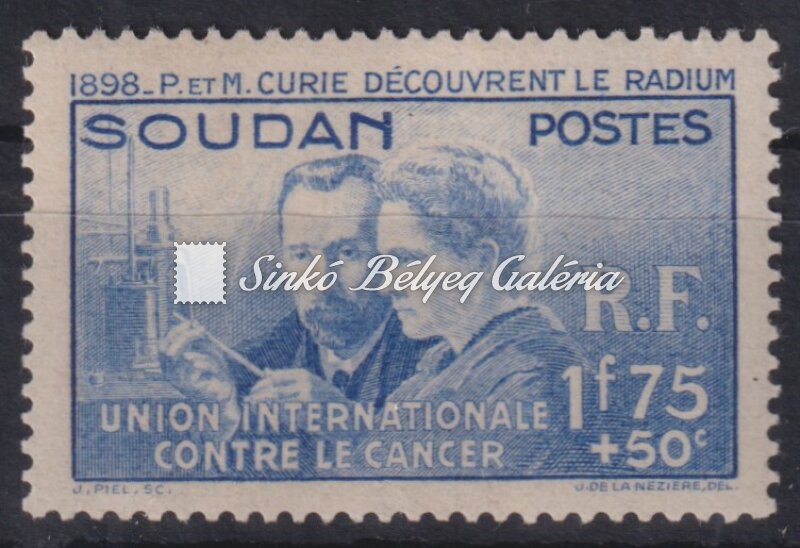 1898_P. ET M. CURIE DÉCOUVRENT LE RADIUM
SOUDAN POSTES
Sinkó Bélyeg Galéria
R.F.
1f75
+50c
UNION INTERNATIONALE
CONTRE LE CANCER
J. PIEL. SC. J. DE LA NEZIERE, DEL.